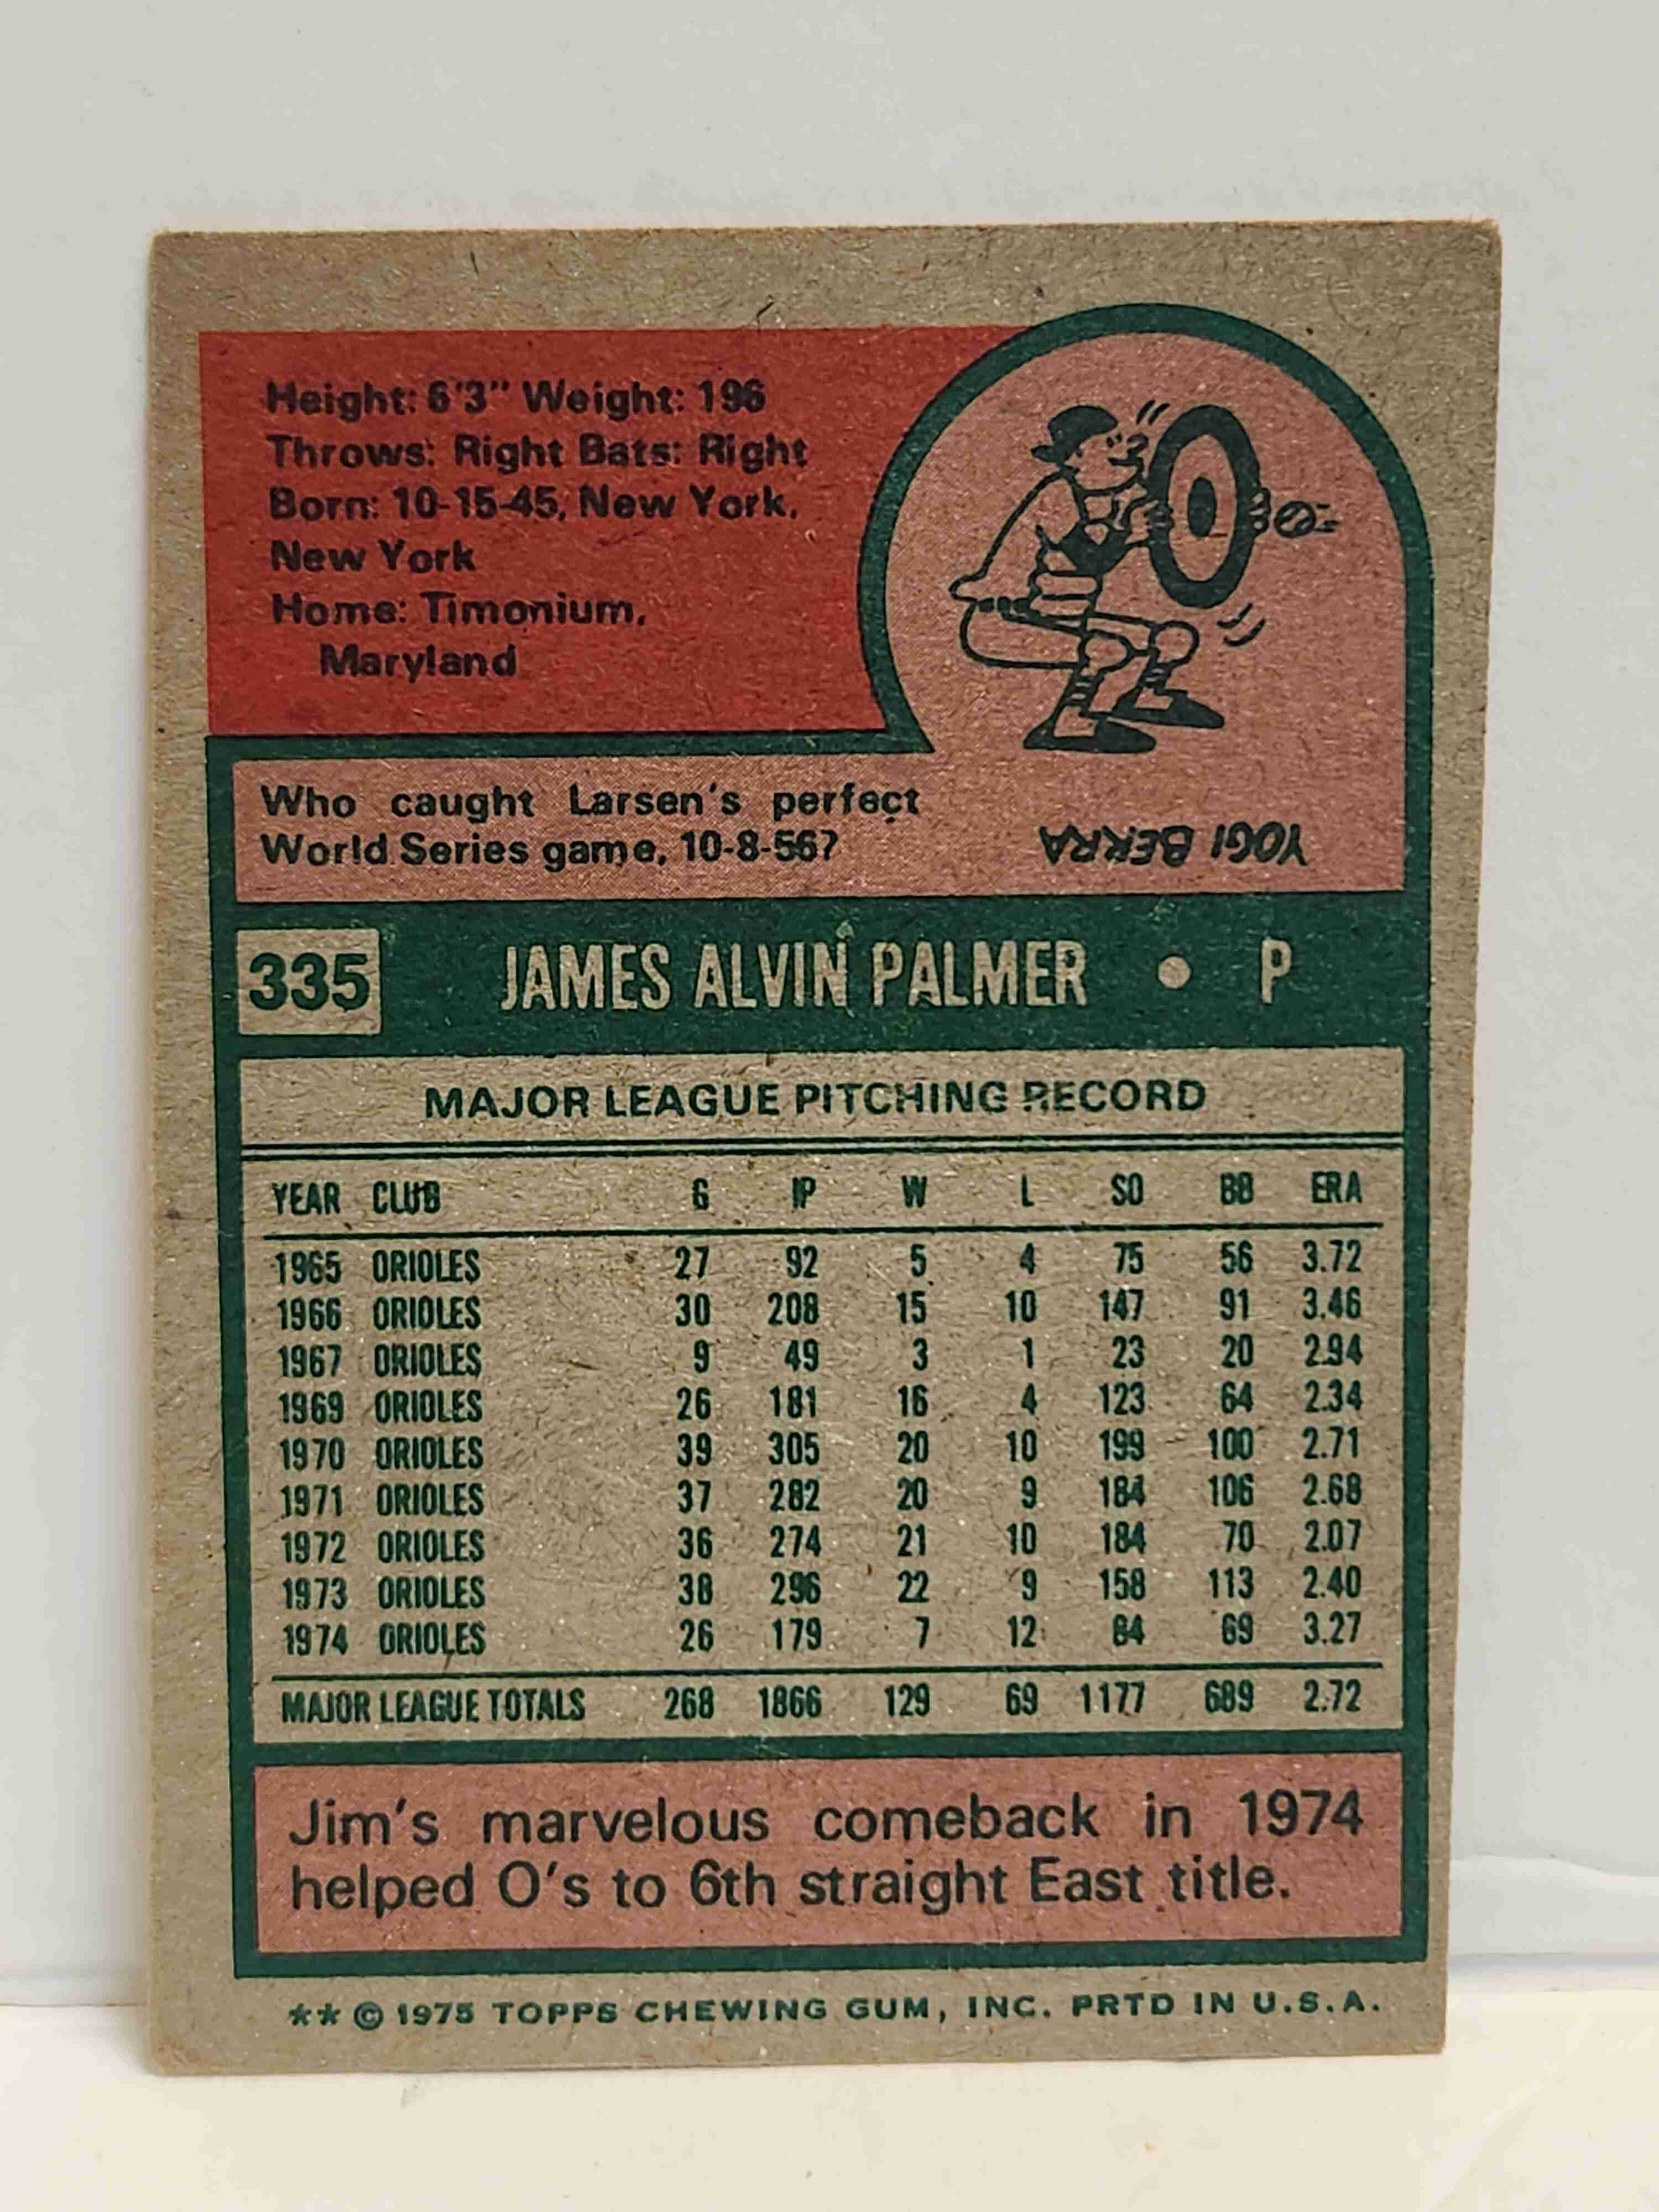 Height: 6'3" Weight: 196
Throws: Right Bats: Right
Born: 10-15-45, New York,
New York
Home: Timonium,
Maryland
Who caught Larsen's perfect
World Series game, 10-8-56?
YOGI BERRA
335 JAMES ALVIN PALMER • P
MAJOR LEAGUE PITCHING RECORD
YEAR CLUB G IP W L SO BB ERA
1965 ORIOLES 27 92 5 4 75 56 3.72
1966 ORIOLES 30 208 15 10 147 91 3.46
1967 ORIOLES 9 49 3 1 23 20 2.94
1969 ORIOLES 26 181 16 4 123 64 2.34
1970 ORIOLES 39 305 20 10 199 100 2.71
1971 ORIOLES 37 282 20 9 184 106 2.68
1972 ORIOLES 36 274 21 10 184 70 2.07
1973 ORIOLES 38 296 22 9 158 113 2.40
1974 ORIOLES 26 179 7 12 84 69 3.27
MAJOR LEAGUE TOTALS 268 1866 129 69 1177 689 2.72
Jim's marvelous comeback in 1974
helped O's to 6th straight East title.
** © 1975 TOPPS CHEWING GUM, INC. PRTD IN U.S.A.